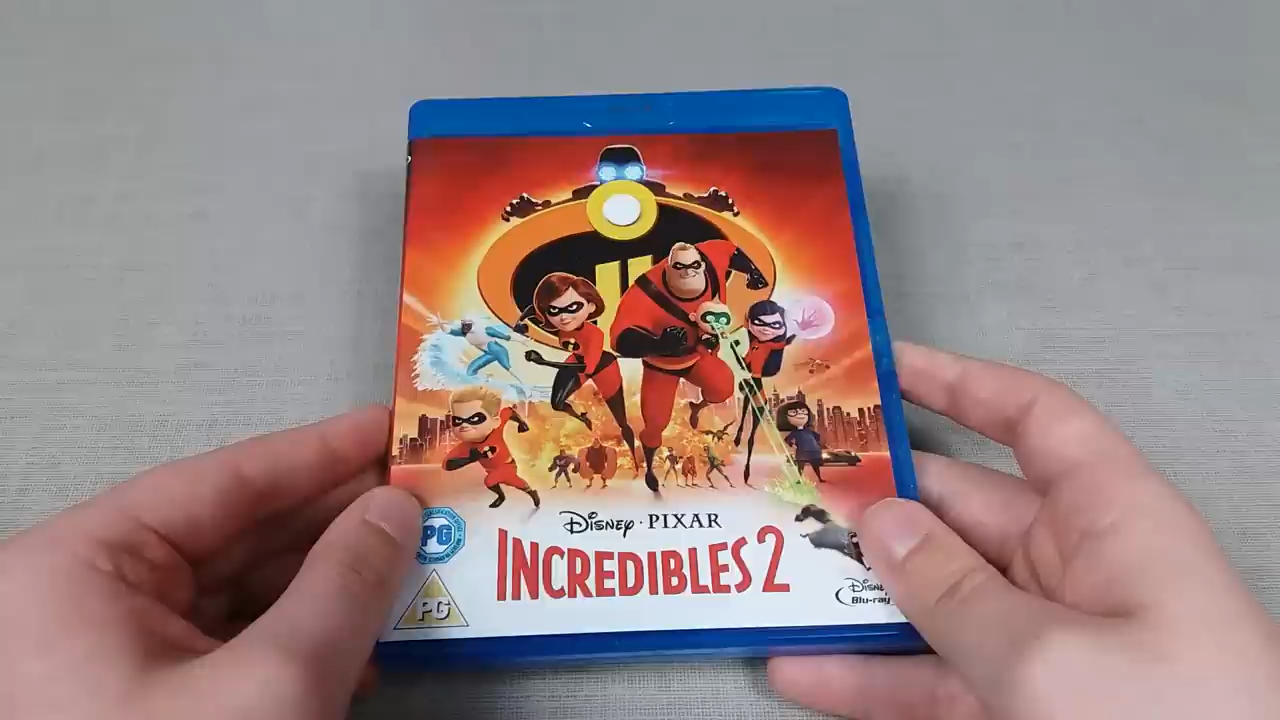 PG
DISNEY · PIXAR
INCREDIBLES 2
PG
DISNEY
Blu-ray